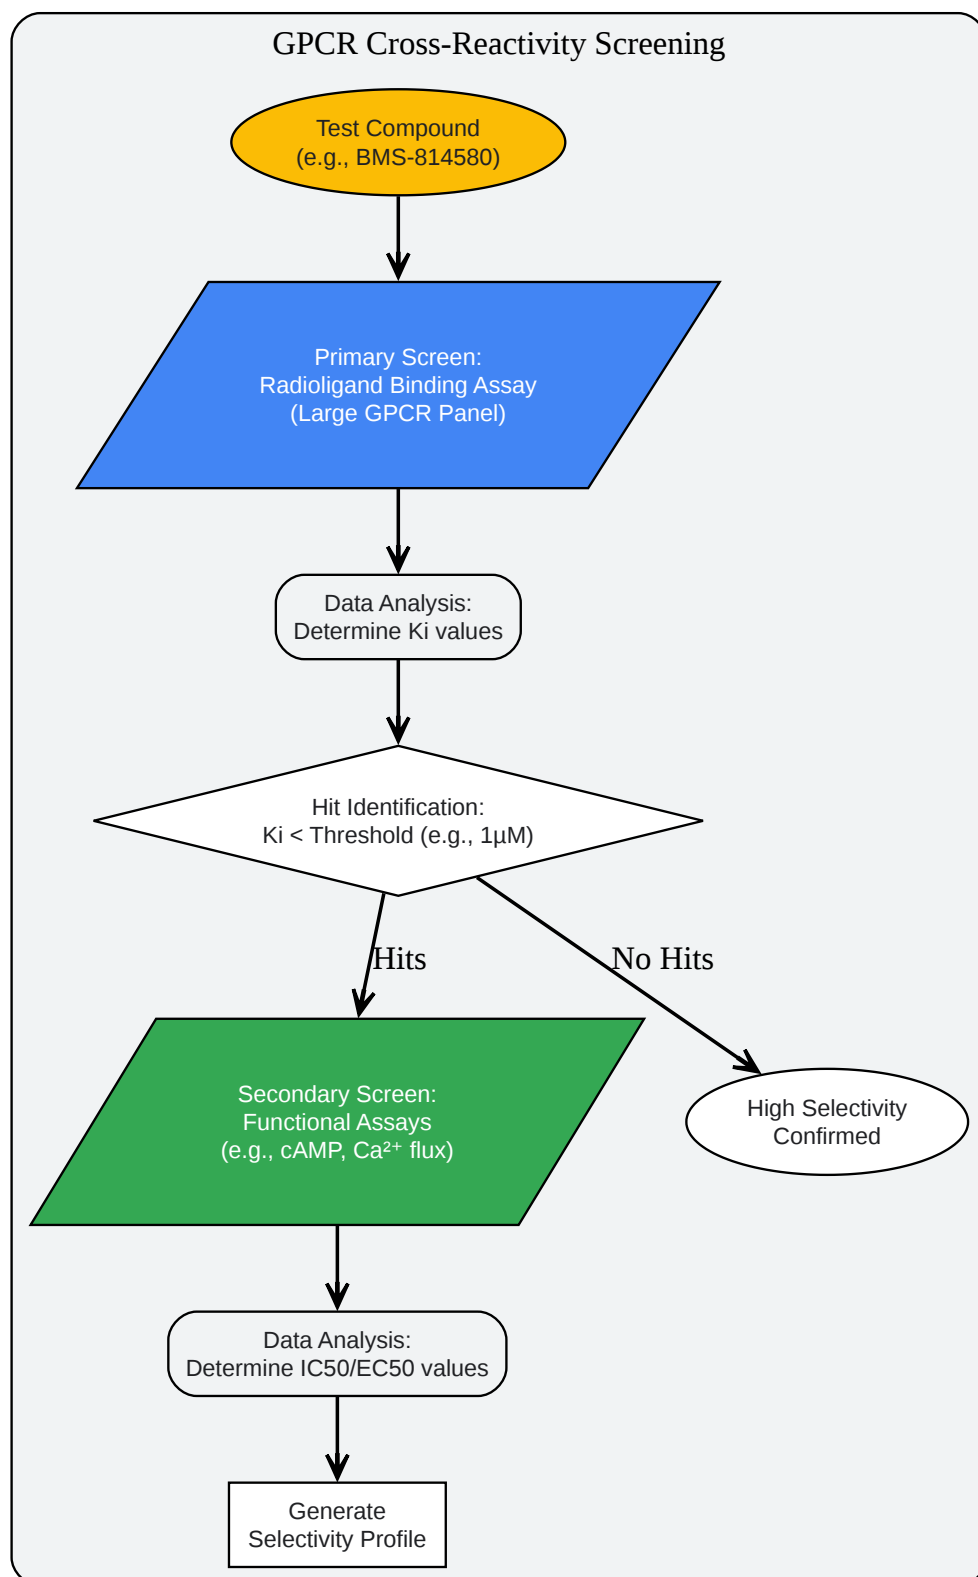 GPCR Cross-Reactivity Screening
Test Compound
(e.g., BMS-814580)
Primary Screen:
Radioligand Binding Assay
(Large GPCR Panel)
Data Analysis:
Determine Ki values
Hit Identification:
Ki < Threshold (e.g., 1µM)
Hits
No Hits
Secondary Screen:
Functional Assays
(e.g., cAMP, Ca²⁺ flux)
High Selectivity
Confirmed
Data Analysis:
Determine IC50/EC50 values
Generate
Selectivity Profile